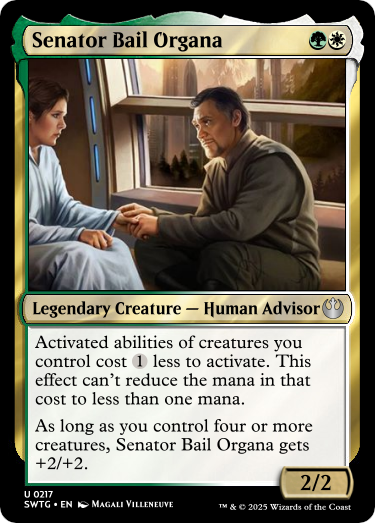 Senator Bail Organa
Legendary Creature — Human Advisor
Activated abilities of creatures you
control cost 1 less to activate. This
effect can't reduce the mana in that
cost to less than one mana.
As long as you control four or more
creatures, Senator Bail Organa gets
+2/+2.
2/2
U 0217
SWTG • EN Magali Villeneuve
™ & © 2025 Wizards of the Coast